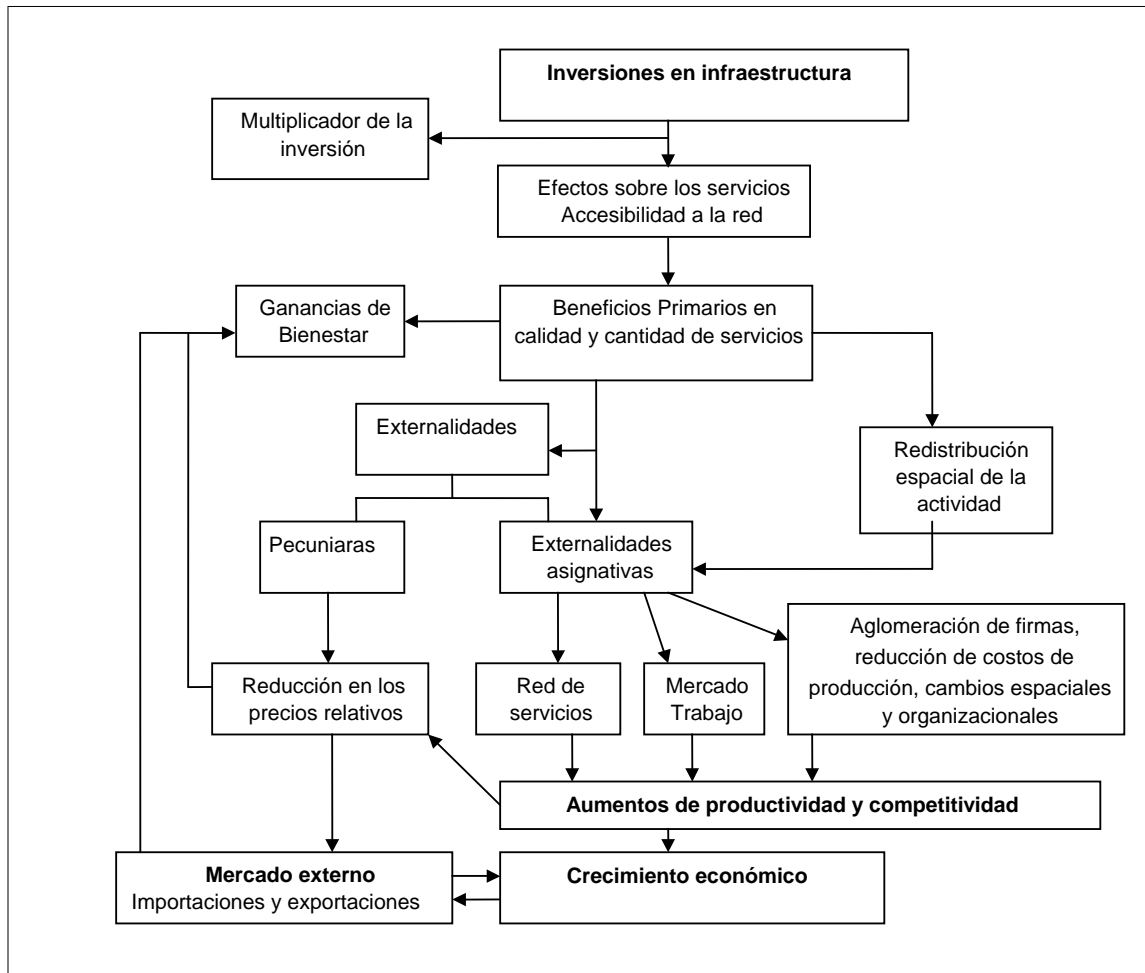 Inversiones en infraestructura
Multiplicador de la
inversión
Efectos sobre los servicios
Accesibilidad a la red
Ganancias de
Bienestar
Beneficios Primarios en
calidad y cantidad de servicios
Externalidades
Redistribución
espacial de la
actividad
Pecuniaras
Externalidades
asignativas
Aglomeración de firmas,
reducción de costos de
producción, cambios espaciales
y organizacionales
Reducción en los
precios relativos
Red de
servicios
Mercado
Trabajo
Aumentos de productividad y competitividad
Mercado externo
Importaciones y exportaciones
Crecimiento económico